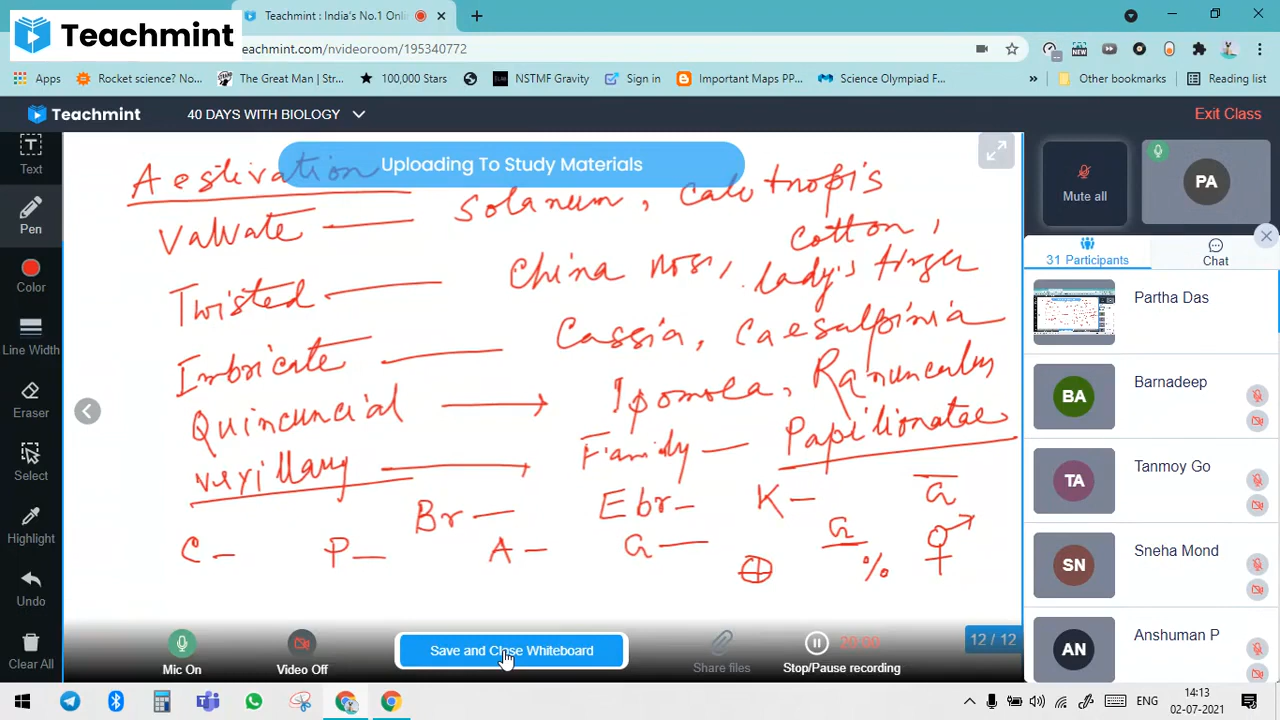 Teachmint : India's No.1 Onli
Teachmint
eachmint.com/nvideoroom/195340772
Apps
Rocket science? No...
The Great Man | Str...
100,000 Stars
NSTMF Gravity
Sign in
Important Maps PP...
Science Olympiad F...
Other bookmarks
Reading list
Teachmint
40 DAYS WITH BIOLOGY
Exit Class
Text
Pen
Color
Line Width
Eraser
Select
Highlight
Undo
Clear All
Uploading To Study Materials
Aestivation
Valvate — Solanum, Calotropis
Twisted — China rose, Lady's finger
Cotton,
Imbricate — Cassia, Caesalpinia
Quincuncial → Ipomoea, Ranunculus
Vexillary → Family — Papilionatae
Br — Ebr — K — G
C — P — A — G — G
⊕ %
Mute all
PA
31 Participants
Chat
Partha Das
BA Barnadeep
TA Tanmoy Go
SN Sneha Mond
AN Anshuman P
Mic On
Video Off
Save and Close Whiteboard
Share files
20:00
Stop/Pause recording
12 / 12
ENG
14:13
02-07-2021